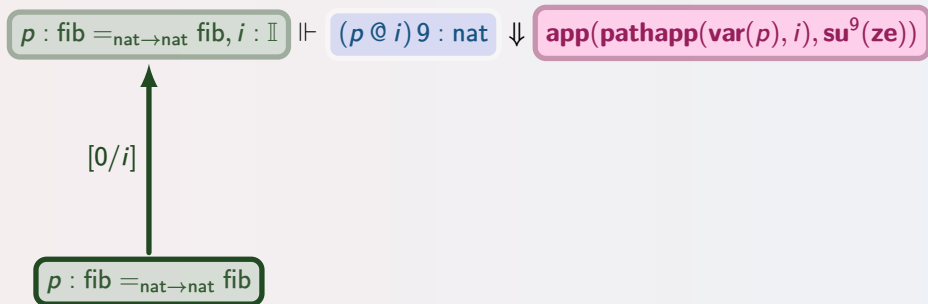 p : fib =nat→nat fib, i : 𝕀 ⊩ (p @ i) 9 : nat ⇓ app(pathapp(var(p), i), su⁹(ze))
[0/i]
p : fib =nat→nat fib